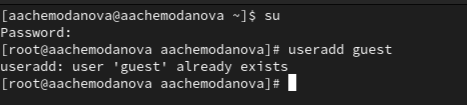 [aachemodanova@aachemodanova ~]$ su
Password:
[root@aachemodanova aachemodanova]# useradd guest
useradd: user 'guest' already exists
[root@aachemodanova aachemodanova]#